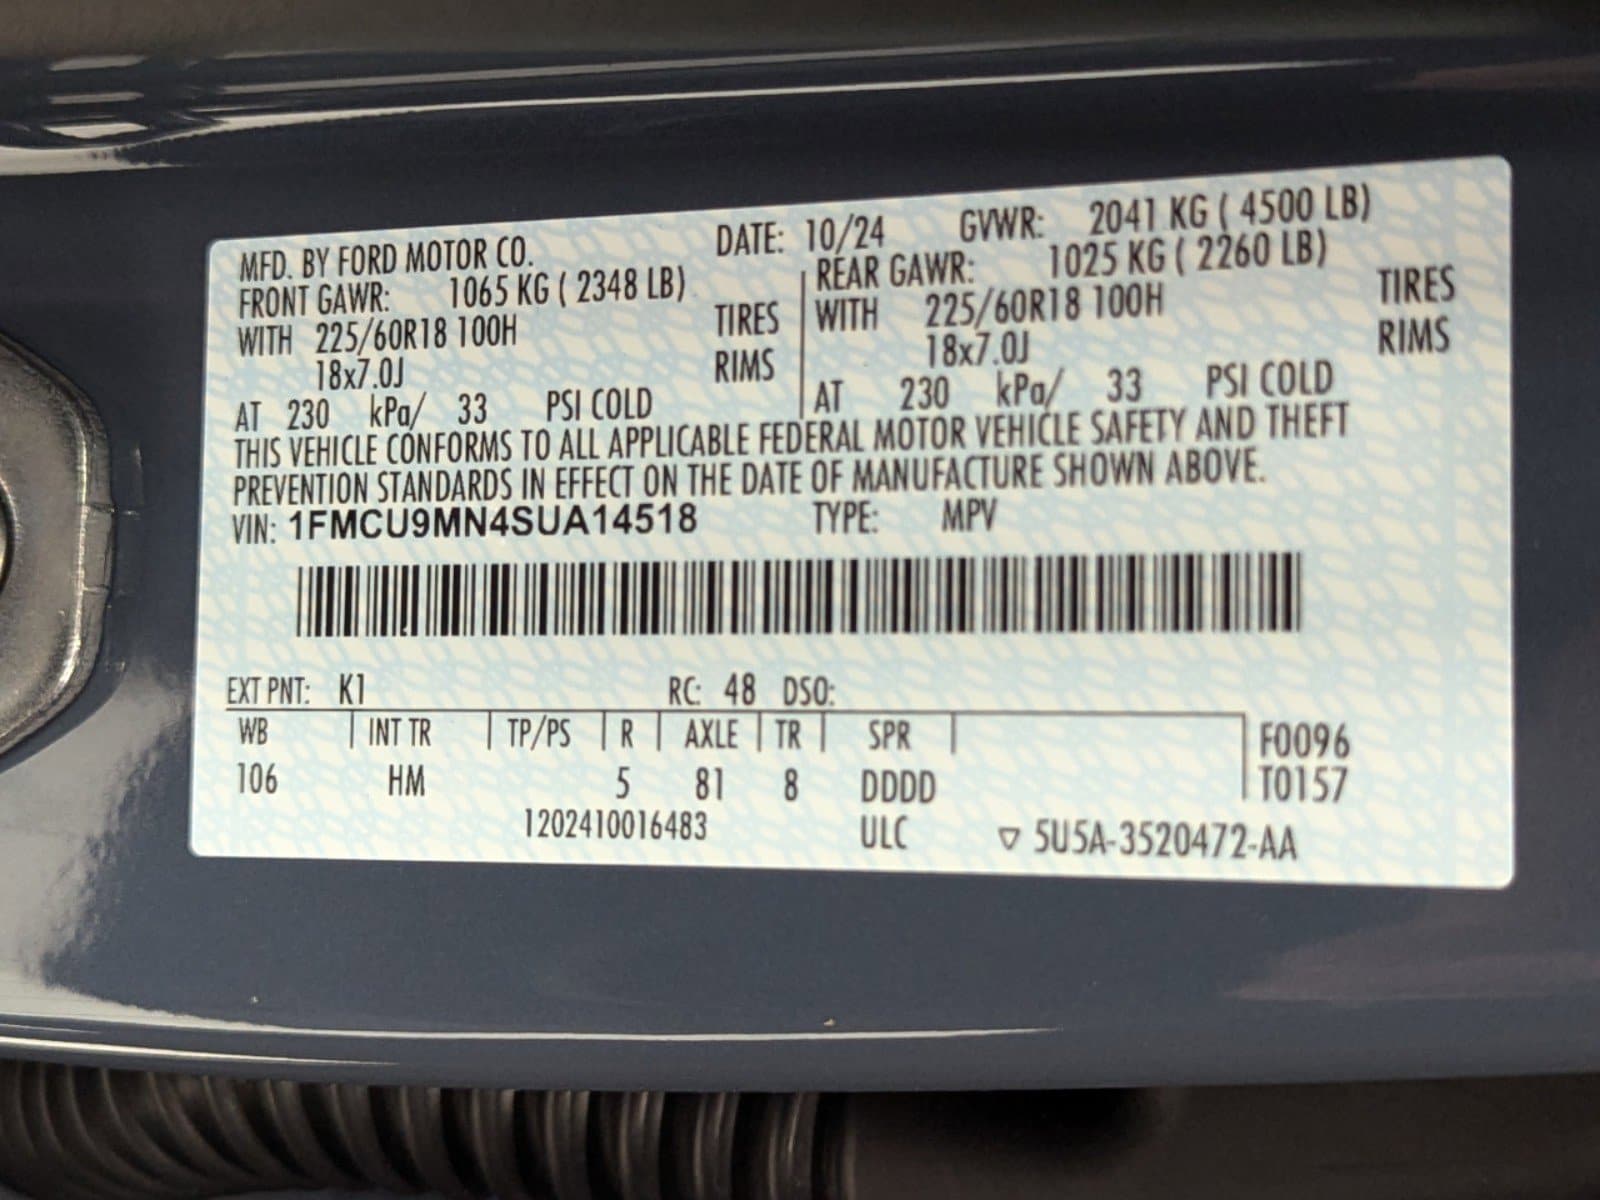 MFD. BY FORD MOTOR CO. DATE: 10/24 GVWR: 2041 KG ( 4500 LB)
FRONT GAWR: 1065 KG ( 2348 LB) REAR GAWR: 1025 KG ( 2260 LB)
WITH 225/60R18 100H TIRES WITH 225/60R18 100H TIRES
18x7.0J RIMS 18x7.0J RIMS
AT 230 kPa/ 33 PSI COLD AT 230 kPa/ 33 PSI COLD
THIS VEHICLE CONFORMS TO ALL APPLICABLE FEDERAL MOTOR VEHICLE SAFETY AND THEFT
PREVENTION STANDARDS IN EFFECT ON THE DATE OF MANUFACTURE SHOWN ABOVE.
VIN: 1FMCU9MN4SUA14518 TYPE: MPV
EXT PNT: K1 RC: 48 DSO:
WB INT TR TP/PS R AXLE TR SPR F0096
106 HM 5 81 8 DDDD T0157
1202410016483 ULC ▽ 5U5A-3520472-AA